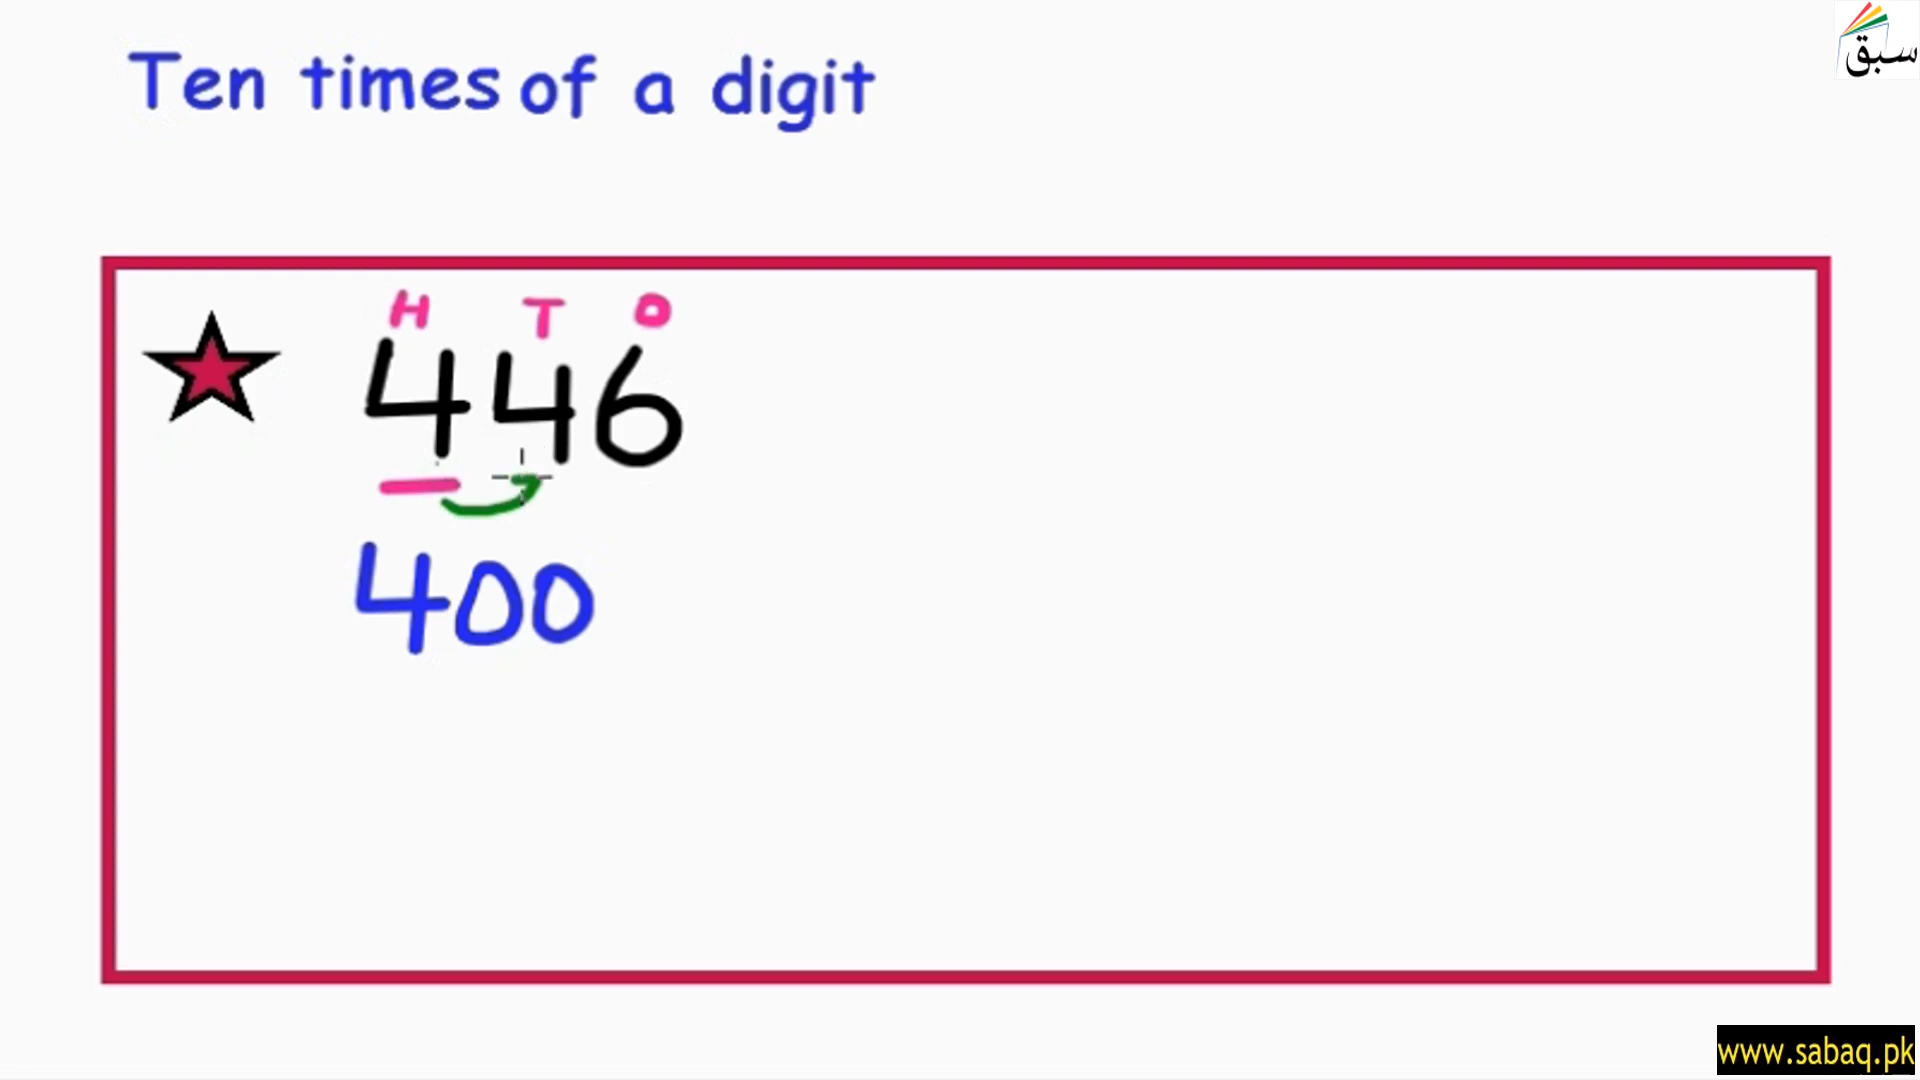 سبق
Ten times of a digit
H T O
446
400
www.sabaq.pk